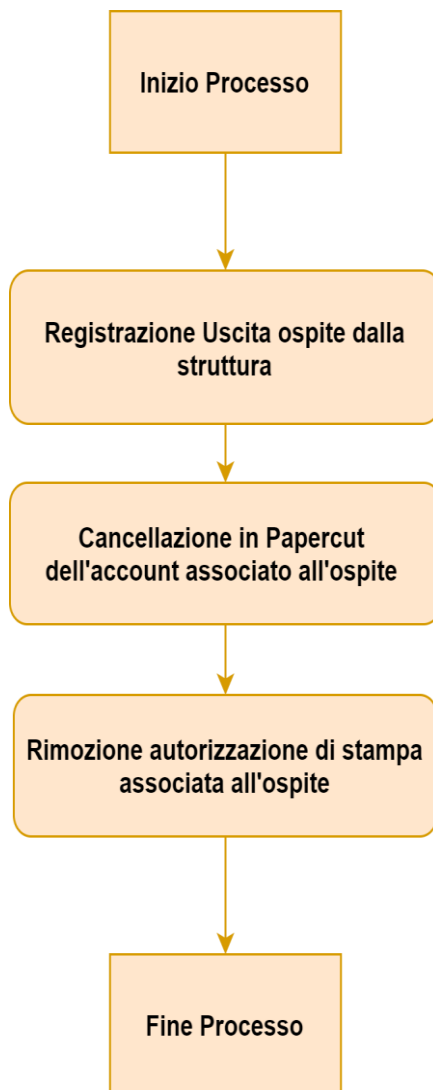 Inizio Processo
Registrazione Uscita ospite dalla
struttura
Cancellazione in Papercut
dell'account associato all'ospite
Rimozione autorizzazione di stampa
associata all'ospite
Fine Processo